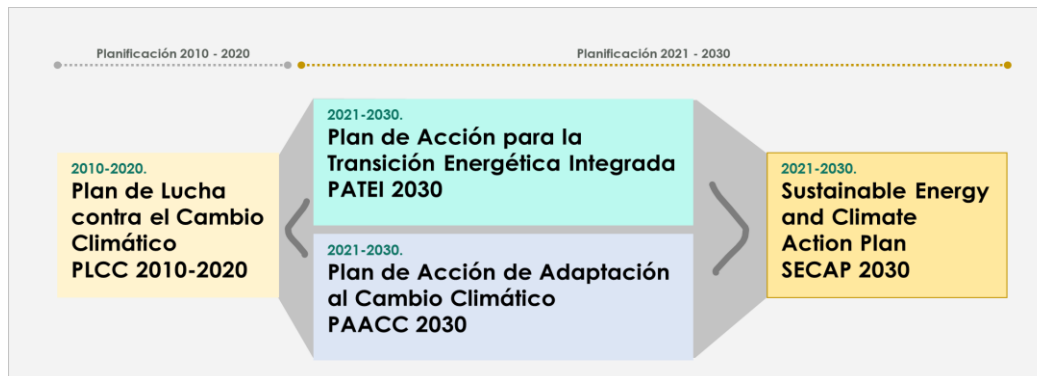 Planificación 2010 - 2020
Planificación 2021 - 2030
2010-2020.
Plan de Lucha
contra el Cambio
Climático
PLCC 2010-2020
2021-2030.
Plan de Acción para la
Transición Energética Integrada
PATEI 2030
2021-2030.
Plan de Acción de Adaptación
al Cambio Climático
PAACC 2030
2021-2030.
Sustainable Energy
and Climate
Action Plan
SECAP 2030